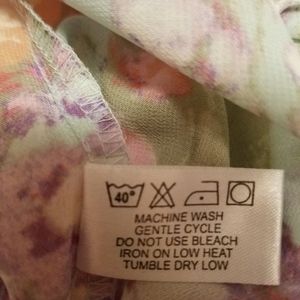 40°
MACHINE WASH
GENTLE CYCLE
DO NOT USE BLEACH
IRON ON LOW HEAT
TUMBLE DRY LOW